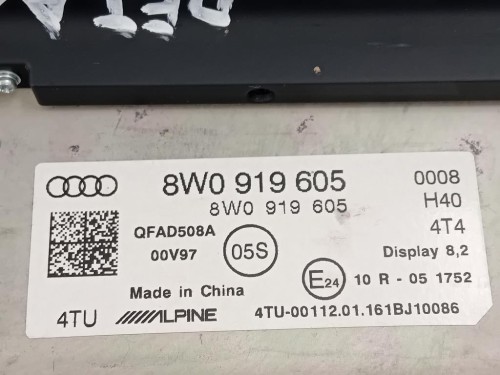 8W0 919 605
8W0 919 605
0008
H40
4T4
QFAD508A
00V97
05S
Display 8,2
E24
10 R - 05 1752
Made in China
4TU
ALPINE
4TU-00112.01.161BJ10086